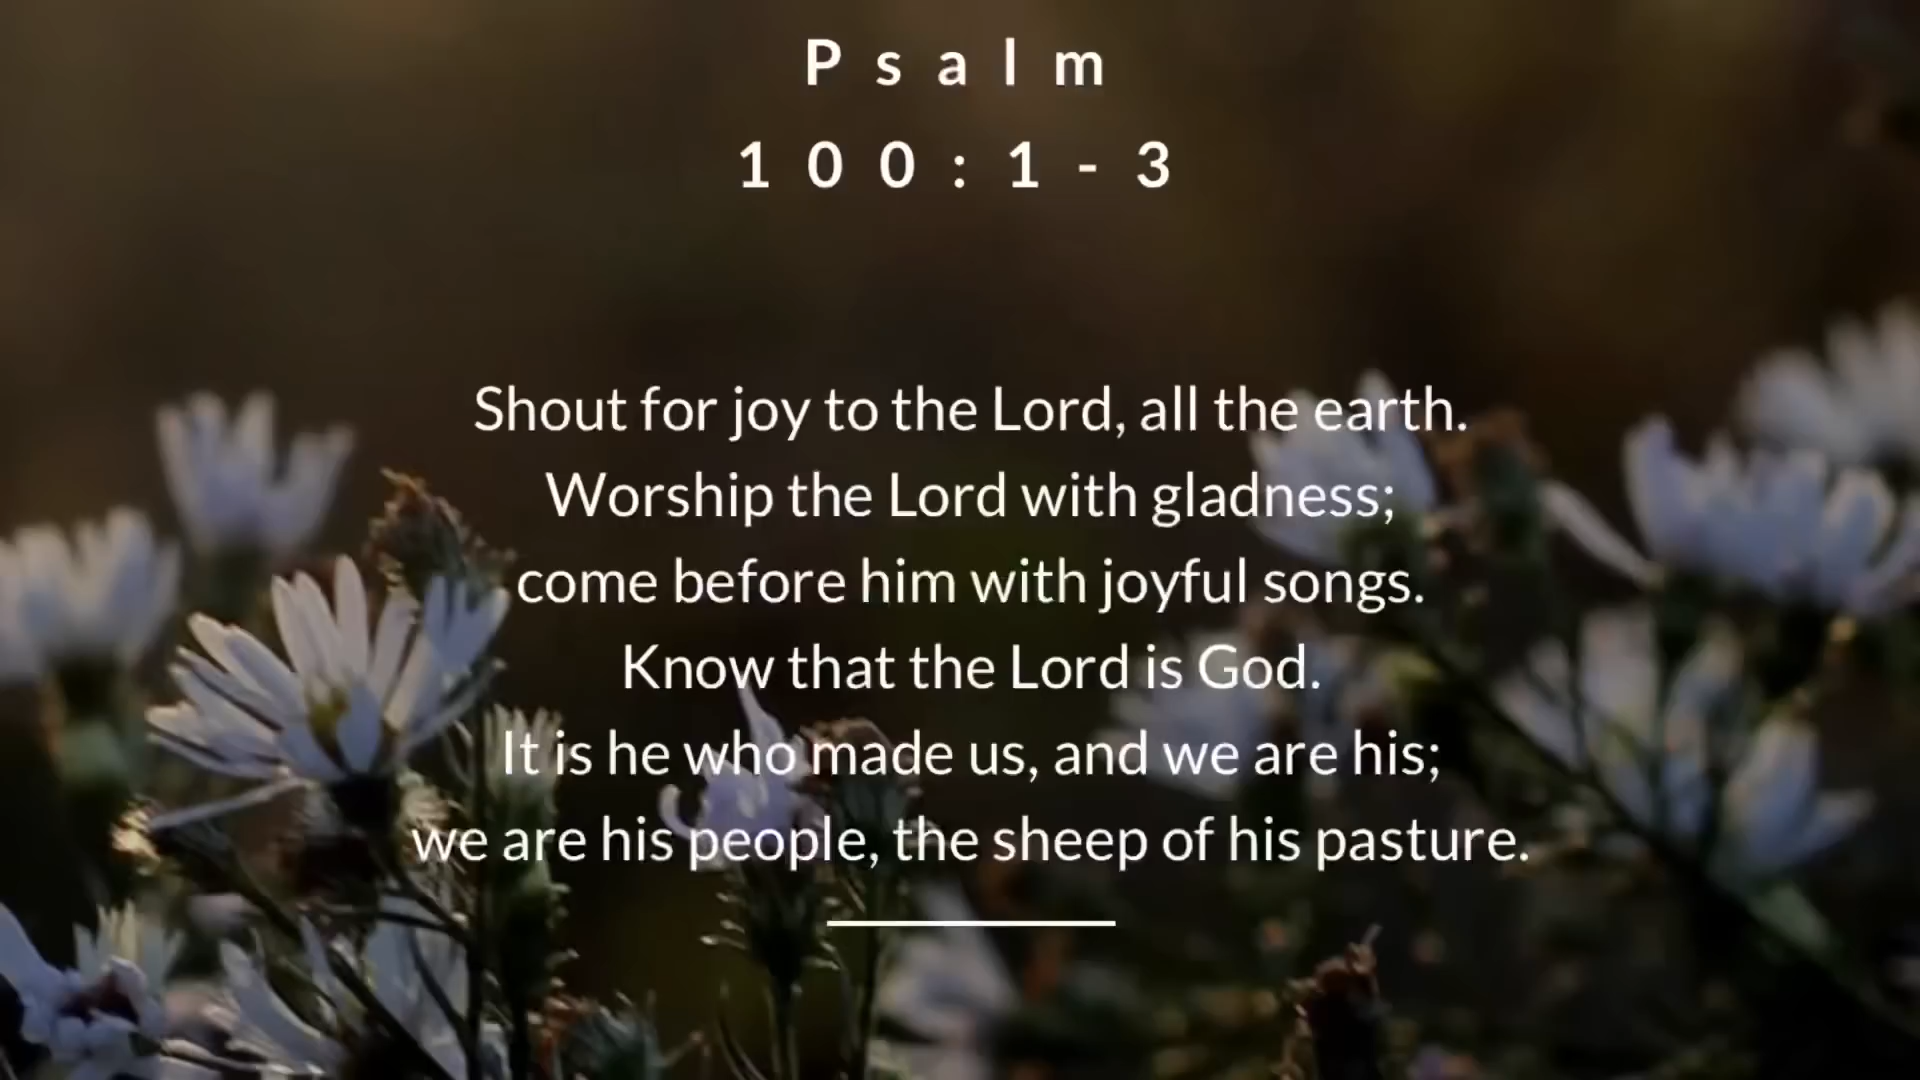 Psalm
100:1-3
Shout for joy to the Lord, all the earth.
Worship the Lord with gladness;
come before him with joyful songs.
Know that the Lord is God.
It is he who made us, and we are his;
we are his people, the sheep of his pasture.